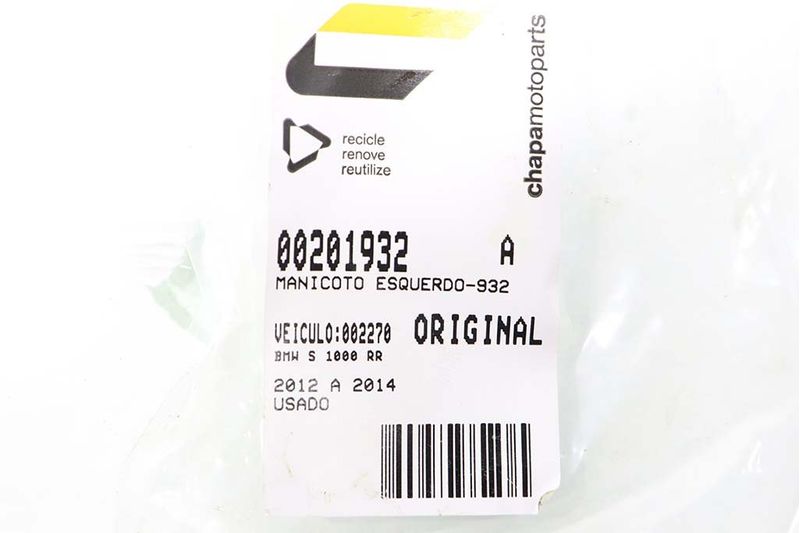 chapamotoparts
recicle
renove
reutilize
00201932 A
MANICOTO ESQUERDO-932
VEICULO:002270 ORIGINAL
BMW S 1000 RR
2012 A 2014
USADO